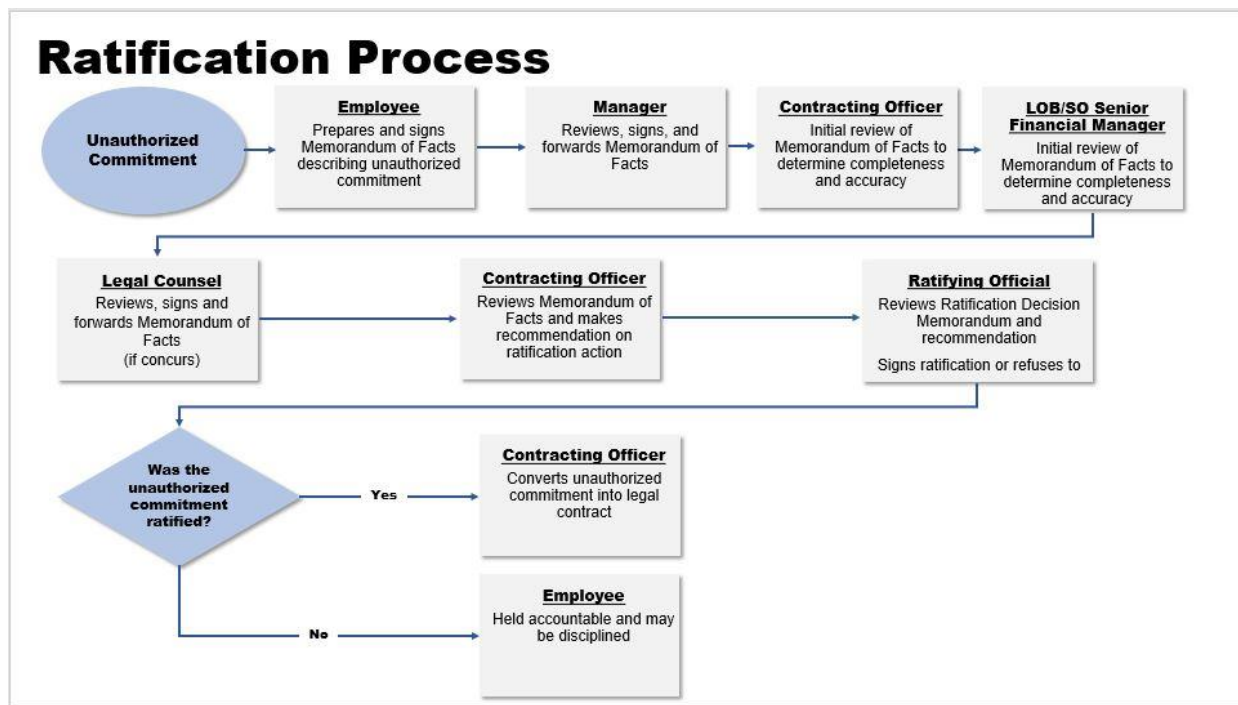 Ratification Process
Unauthorized
Commitment
Employee
Prepares and signs
Memorandum of Facts
describing unauthorized
commitment
Manager
Reviews, signs, and
forwards Memorandum of
Facts
Contracting Officer
Initial review of
Memorandum of Facts to
determine completeness
and accuracy
LOB/SO Senior
Financial Manager
Initial review of
Memorandum of Facts to
determine completeness
and accuracy
Legal Counsel
Reviews, signs and
forwards Memorandum of
Facts
(if concurs)
Contracting Officer
Reviews Memorandum of
Facts and makes
recommendation on
ratification action
Ratifying Official
Reviews Ratification Decision
Memorandum and
recommendation
Signs ratification or refuses to
Was the
unauthorized
commitment
ratified?
Yes
Contracting Officer
Converts unauthorized
commitment into legal
contract
No
Employee
Held accountable and may
be disciplined